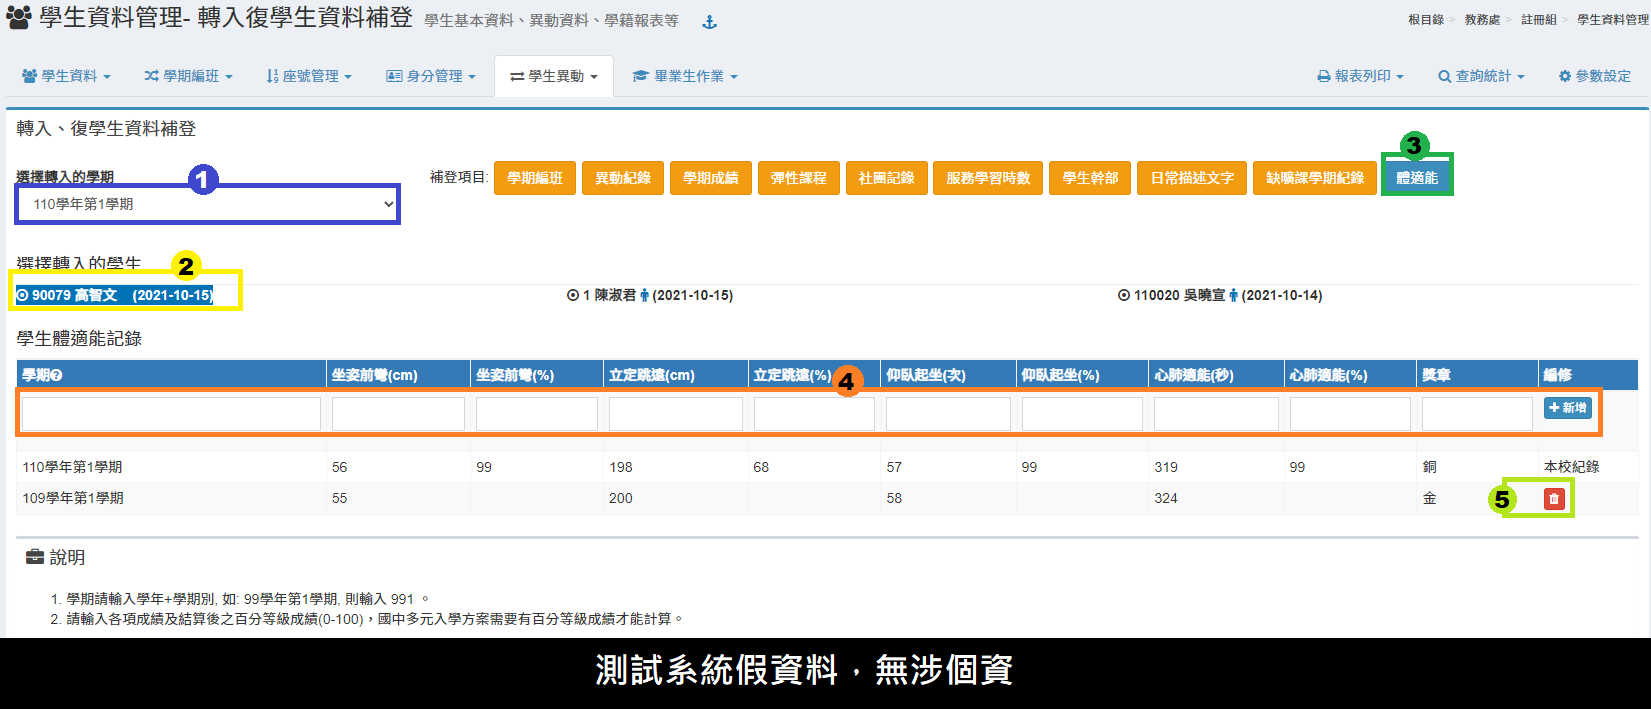 學生資料管理- 轉入復學生資料補登 學生基本資料、異動資料、學籍報表等
根目錄 > 教務處 > 註冊組 > 學生資料管理
學生資料 學期編班 座號管理 身分管理 學生異動 畢業生作業 報表列印 查詢統計 參數設定
轉入、復學生資料補登
3
選擇轉入的學期 1
補登項目: 學期編班 異動紀錄 學期成績 彈性課程 社團記錄 服務學習時數 學生幹部 日常描述文字 缺曠課學期紀錄 體適能
110學年第1學期
選擇轉入的學生 2
90079 高智文 (2021-10-15) 1 陳淑君 (2021-10-15) 110020 吳曉宣 (2021-10-14)
學生體適能記錄
學期 坐姿前彎(cm) 坐姿前彎(%) 立定跳遠(cm) 立定跳遠(%) 4 仰臥起坐(次) 仰臥起坐(%) 心肺適能(秒) 心肺適能(%) 獎章 編修
新增
110學年第1學期 56 99 198 68 57 99 319 99 銅 本校紀錄
109學年第1學期 55 200 58 324 金 5
說明
1. 學期請輸入學年+學期別, 如: 99學年第1學期, 則輸入 991 。
2. 請輸入各項成績及結算後之百分等級成績(0-100)，國中多元入學方案需要有百分等級成績才能計算。
測試系統假資料，無涉個資